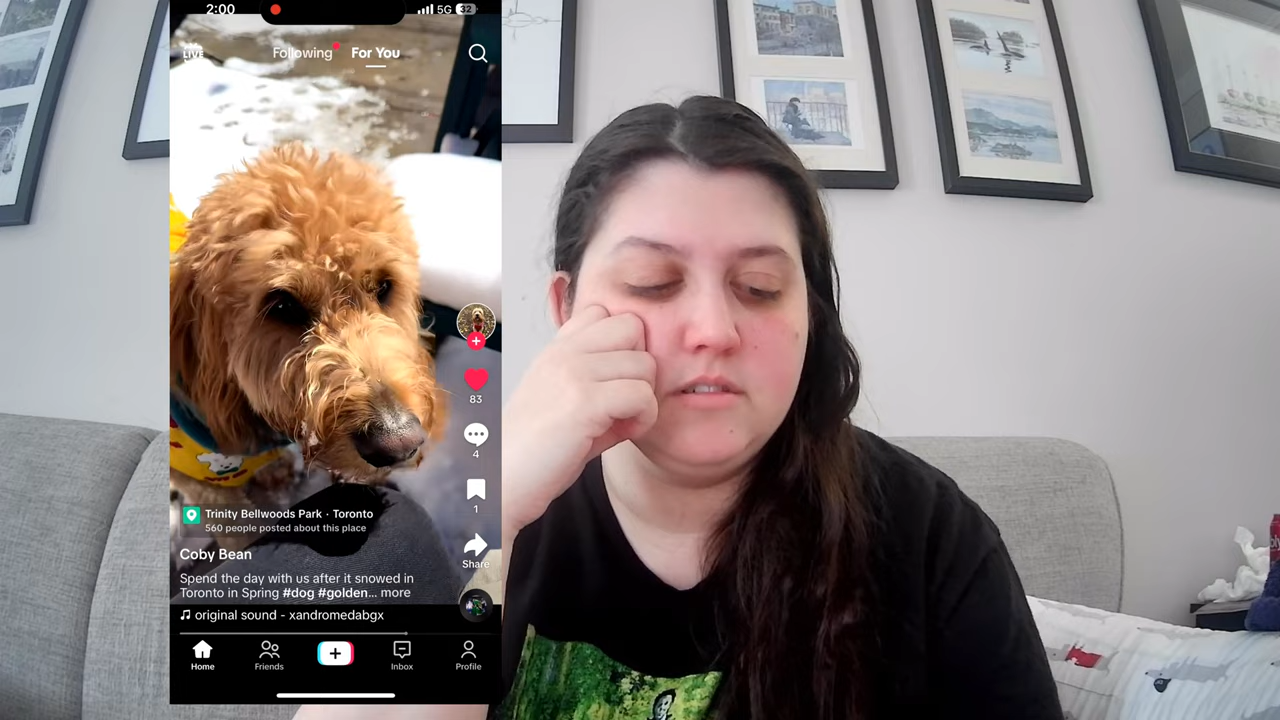 2:00
5G 32
LIVE
Following
For You
83
4
1
Trinity Bellwoods Park · Toronto
560 people posted about this place
Share
Coby Bean
Spend the day with us after it snowed in
Toronto in Spring #dog #golden... more
original sound - xandromedabgx
Home
Friends
Inbox
Profile